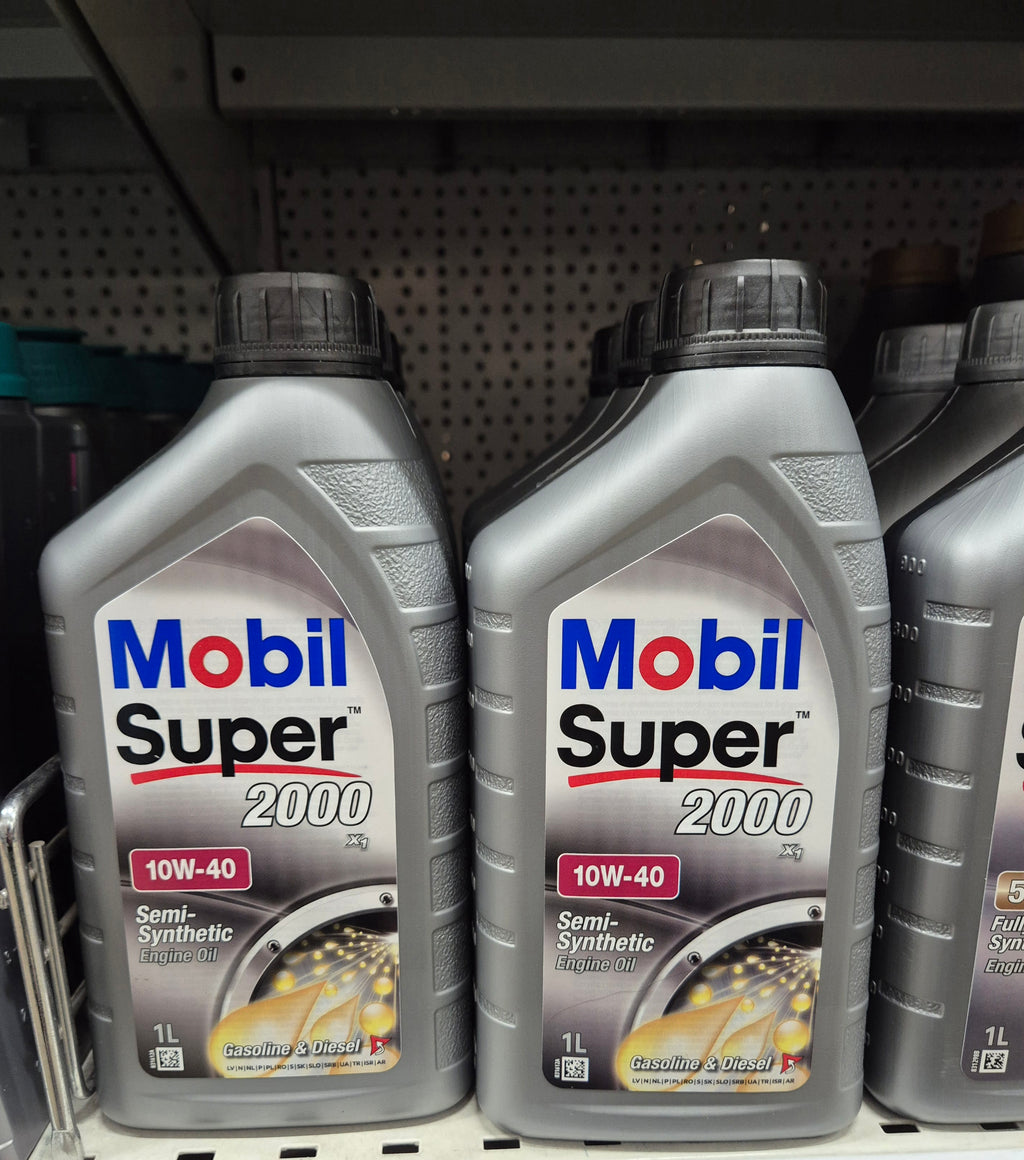 Mobil
Super™
2000
X1
10W-40
Semi-
Synthetic
Engine Oil
1L
Gasoline & Diesel
LV|N|NL|P|PL|RO|S|SK|SLO|SRB|UA|TR|ISR|AR
Mobil
Super™
2000
X1
10W-40
Semi-
Synthetic
Engine Oil
1L
Gasoline & Diesel
LV|N|NL|P|PL|RO|S|SK|SLO|SRB|UA|TR|ISR|AR
900
5
1L